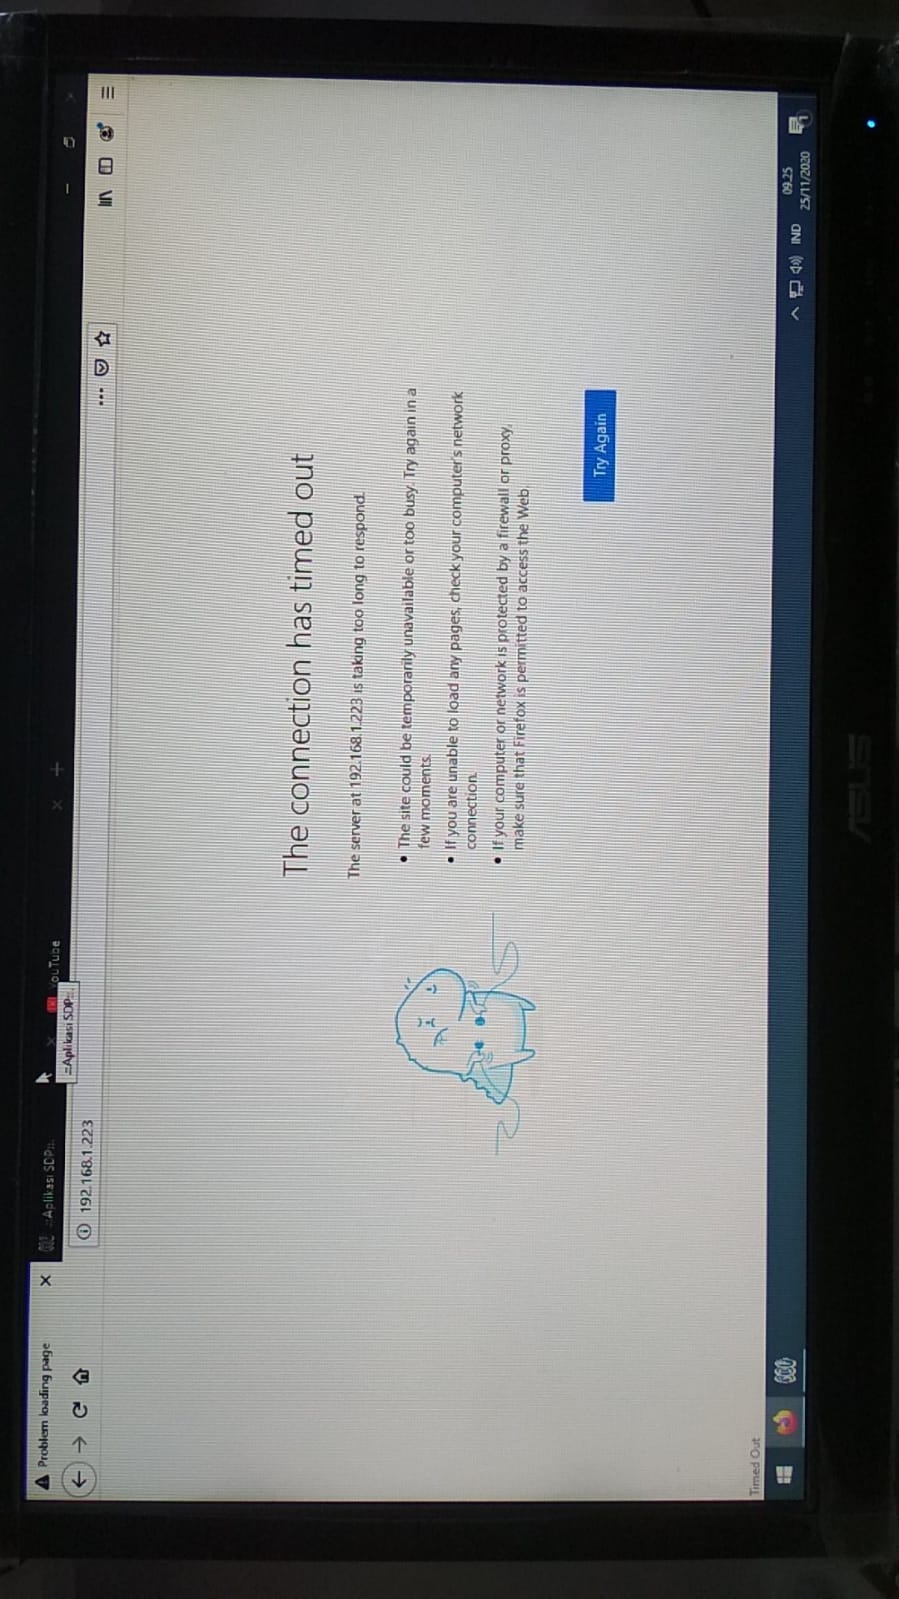 Problem loading page
.::Aplikasi SDP::.
YouTube
.::Aplikasi SDP::.
192.168.1.223
The connection has timed out
The server at 192.168.1.223 is taking too long to respond.
The site could be temporarily unavailable or too busy. Try again in a
few moments.
If you are unable to load any pages, check your computer's network
connection.
If your computer or network is protected by a firewall or proxy,
make sure that Firefox is permitted to access the Web.
Try Again
Timed Out
IND
09.25
25/11/2020
1
ASUS